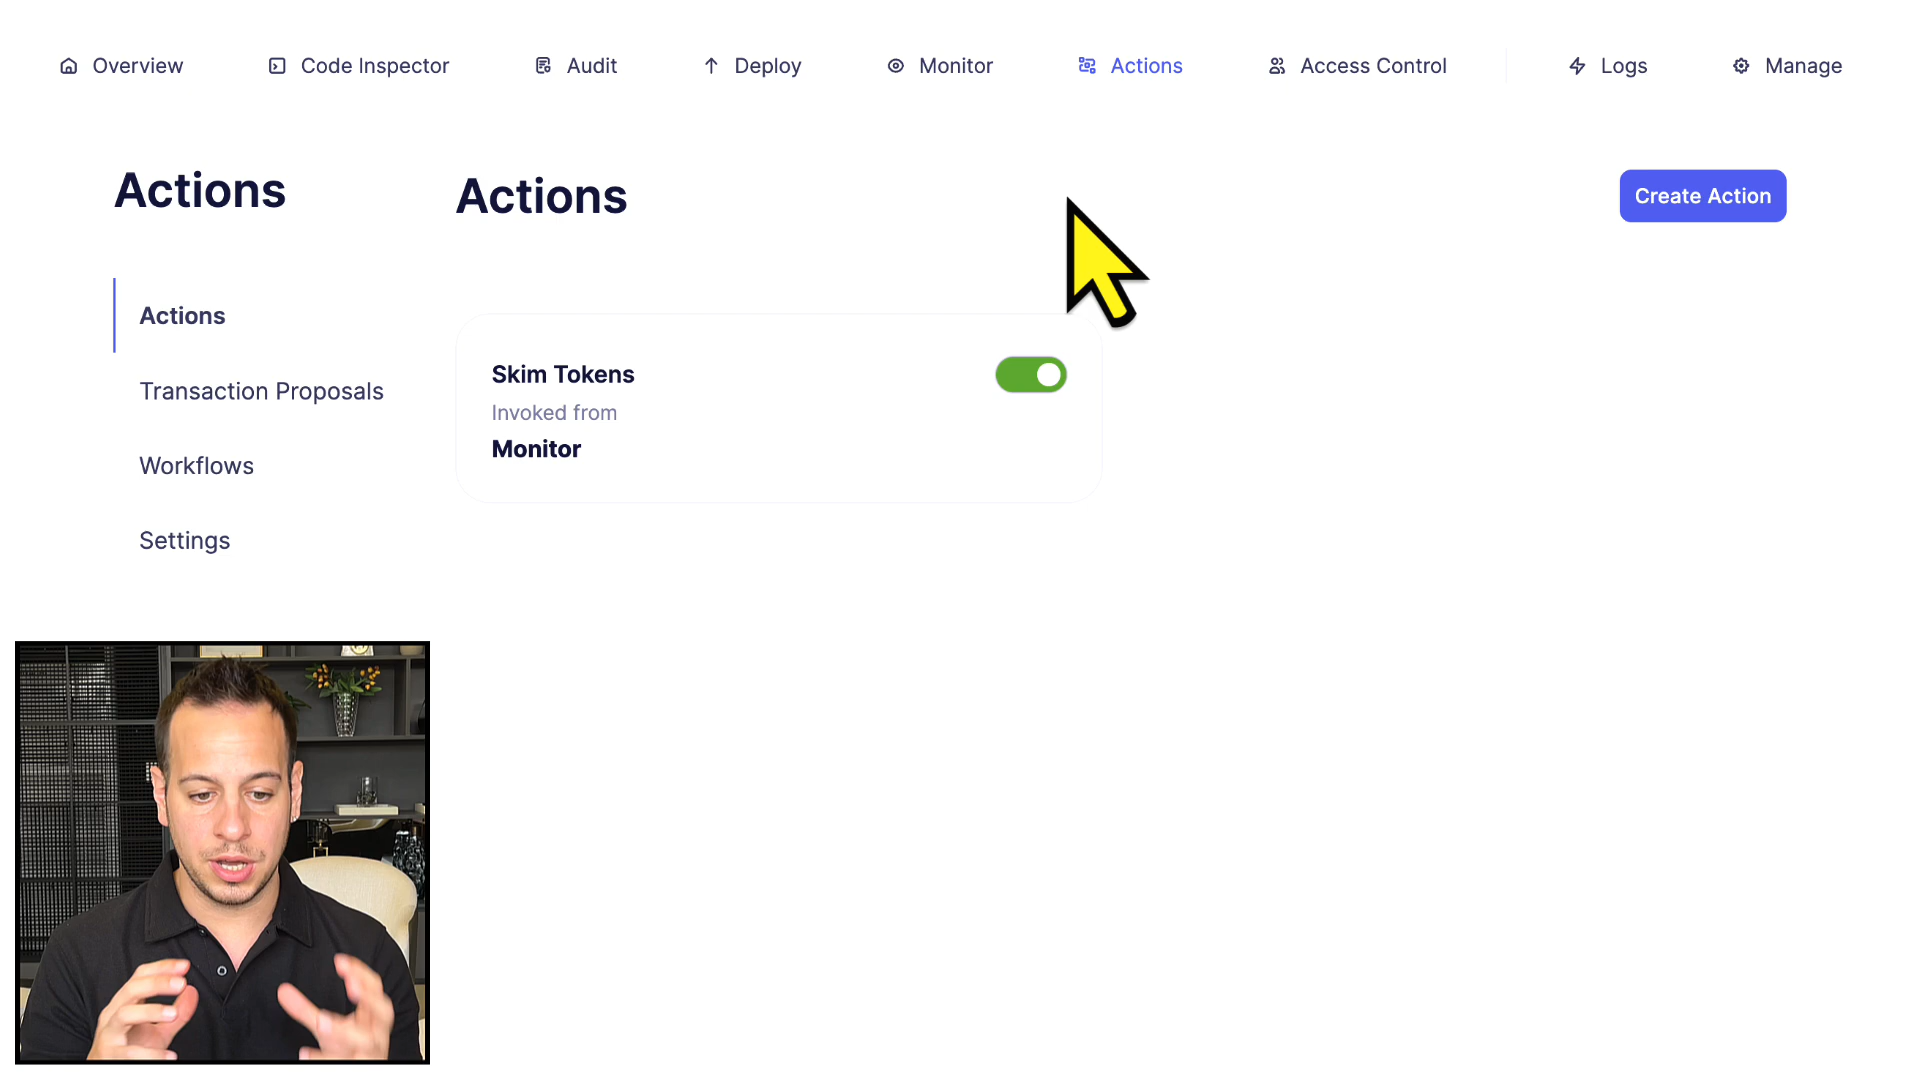 Overview
Code Inspector
Audit
Deploy
Monitor
Actions
Access Control
Logs
Manage
Actions
Actions
Transaction Proposals
Workflows
Settings
Actions
Create Action
Skim Tokens
Invoked from
Monitor